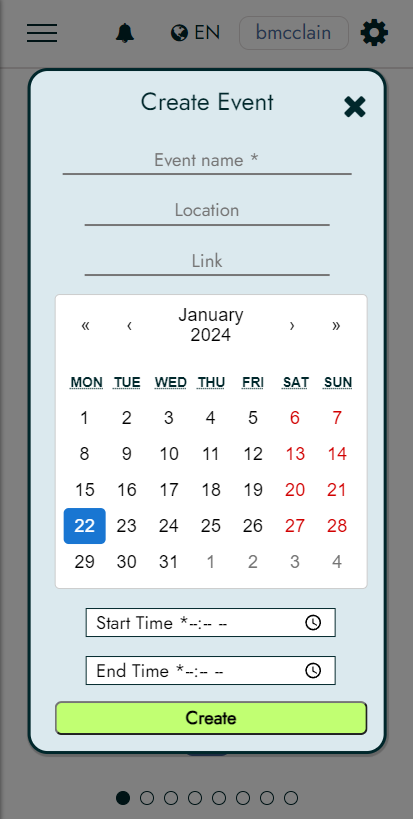 EN bmcclain
Create Event
Event name *
Location
Link
« ‹ January 2024 › »
MON TUE WED THU FRI SAT SUN
1 2 3 4 5 6 7
8 9 10 11 12 13 14
15 16 17 18 19 20 21
22 23 24 25 26 27 28
29 30 31 1 2 3 4
Start Time *--:-- --
End Time *--:-- --
Create